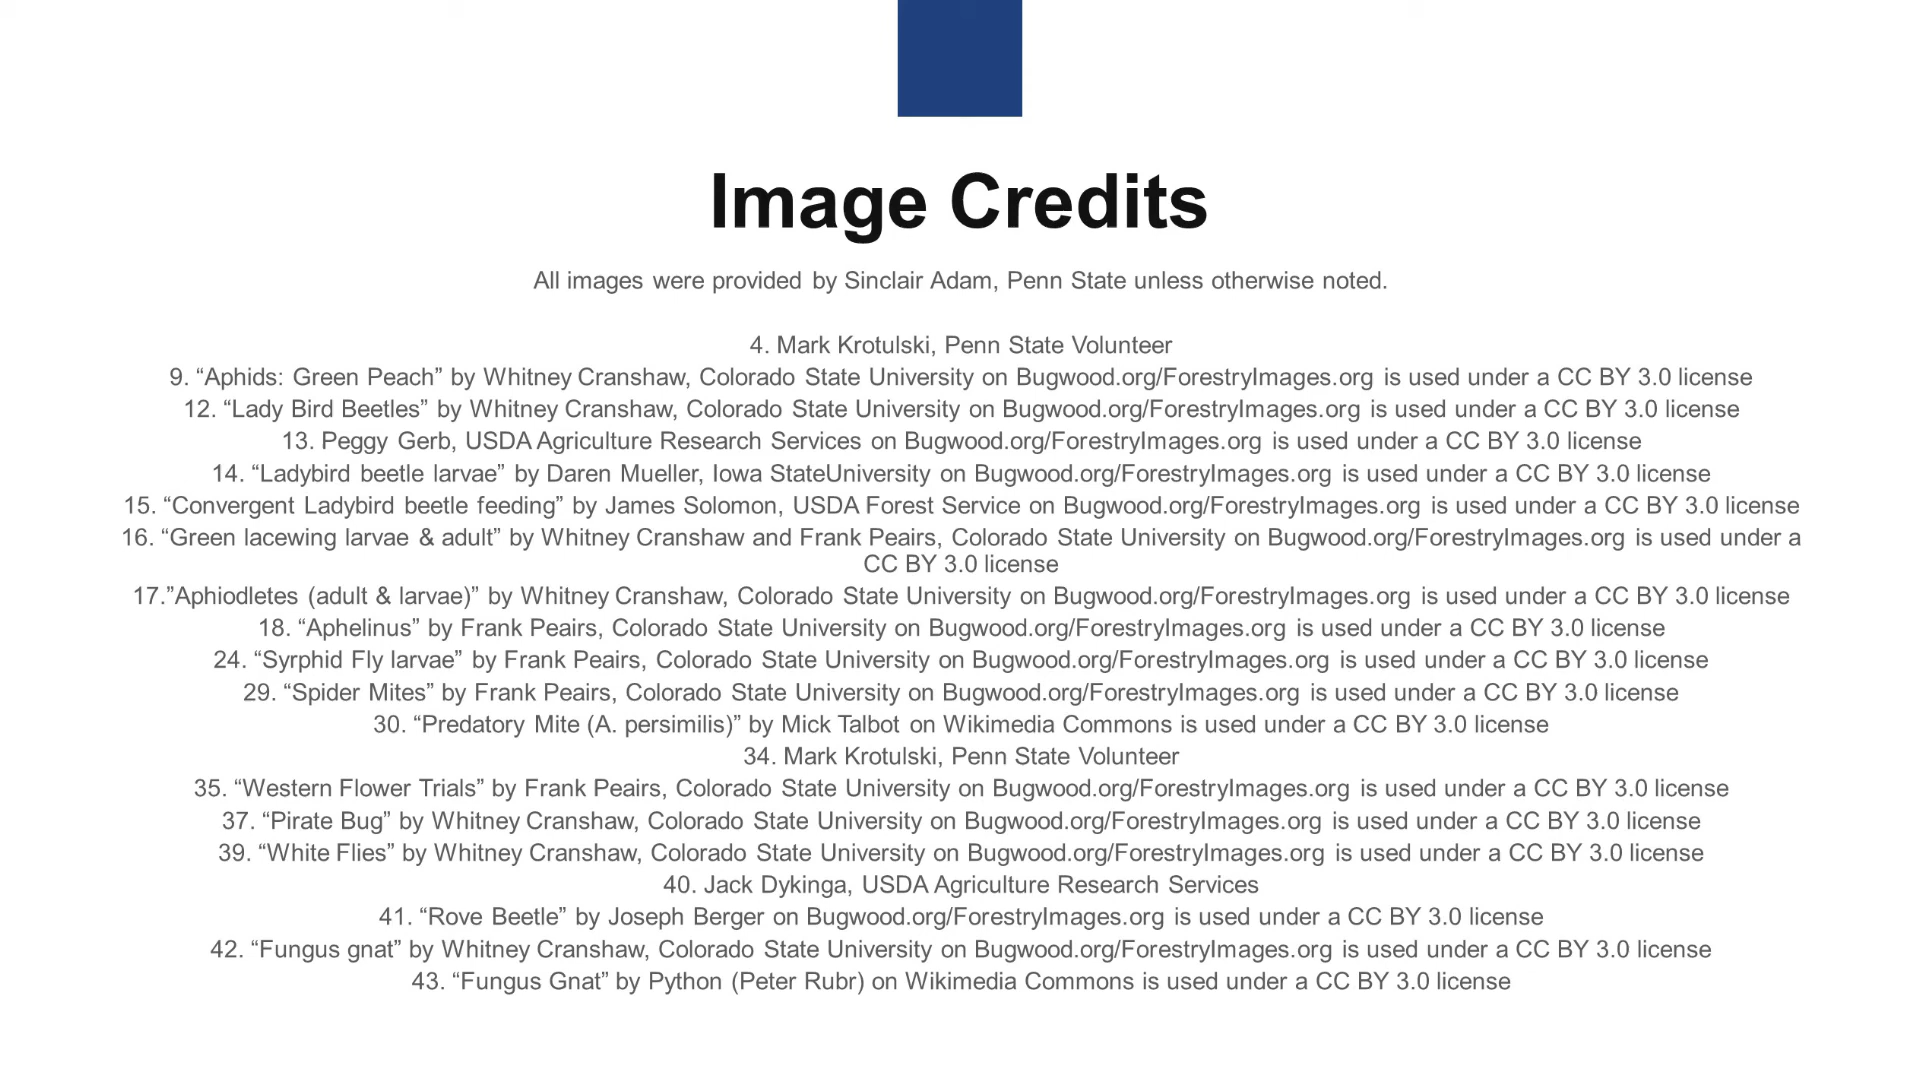 Image Credits
All images were provided by Sinclair Adam, Penn State unless otherwise noted.
4. Mark Krotulski, Penn State Volunteer
9. “Aphids: Green Peach” by Whitney Cranshaw, Colorado State University on Bugwood.org/ForestryImages.org is used under a CC BY 3.0 license
12. “Lady Bird Beetles” by Whitney Cranshaw, Colorado State University on Bugwood.org/ForestryImages.org is used under a CC BY 3.0 license
13. Peggy Gerb, USDA Agriculture Research Services on Bugwood.org/ForestryImages.org is used under a CC BY 3.0 license
14. “Ladybird beetle larvae” by Daren Mueller, Iowa StateUniversity on Bugwood.org/ForestryImages.org is used under a CC BY 3.0 license
15. “Convergent Ladybird beetle feeding” by James Solomon, USDA Forest Service on Bugwood.org/ForestryImages.org is used under a CC BY 3.0 license
16. “Green lacewing larvae & adult” by Whitney Cranshaw and Frank Peairs, Colorado State University on Bugwood.org/ForestryImages.org is used under a
CC BY 3.0 license
17.”Aphiodletes (adult & larvae)” by Whitney Cranshaw, Colorado State University on Bugwood.org/ForestryImages.org is used under a CC BY 3.0 license
18. “Aphelinus” by Frank Peairs, Colorado State University on Bugwood.org/ForestryImages.org is used under a CC BY 3.0 license
24. “Syrphid Fly larvae” by Frank Peairs, Colorado State University on Bugwood.org/ForestryImages.org is used under a CC BY 3.0 license
29. “Spider Mites” by Frank Peairs, Colorado State University on Bugwood.org/ForestryImages.org is used under a CC BY 3.0 license
30. “Predatory Mite (A. persimilis)” by Mick Talbot on Wikimedia Commons is used under a CC BY 3.0 license
34. Mark Krotulski, Penn State Volunteer
35. “Western Flower Trials” by Frank Peairs, Colorado State University on Bugwood.org/ForestryImages.org is used under a CC BY 3.0 license
37. “Pirate Bug” by Whitney Cranshaw, Colorado State University on Bugwood.org/ForestryImages.org is used under a CC BY 3.0 license
39. “White Flies” by Whitney Cranshaw, Colorado State University on Bugwood.org/ForestryImages.org is used under a CC BY 3.0 license
40. Jack Dykinga, USDA Agriculture Research Services
41. “Rove Beetle” by Joseph Berger on Bugwood.org/ForestryImages.org is used under a CC BY 3.0 license
42. “Fungus gnat” by Whitney Cranshaw, Colorado State University on Bugwood.org/ForestryImages.org is used under a CC BY 3.0 license
43. “Fungus Gnat” by Python (Peter Rubr) on Wikimedia Commons is used under a CC BY 3.0 license